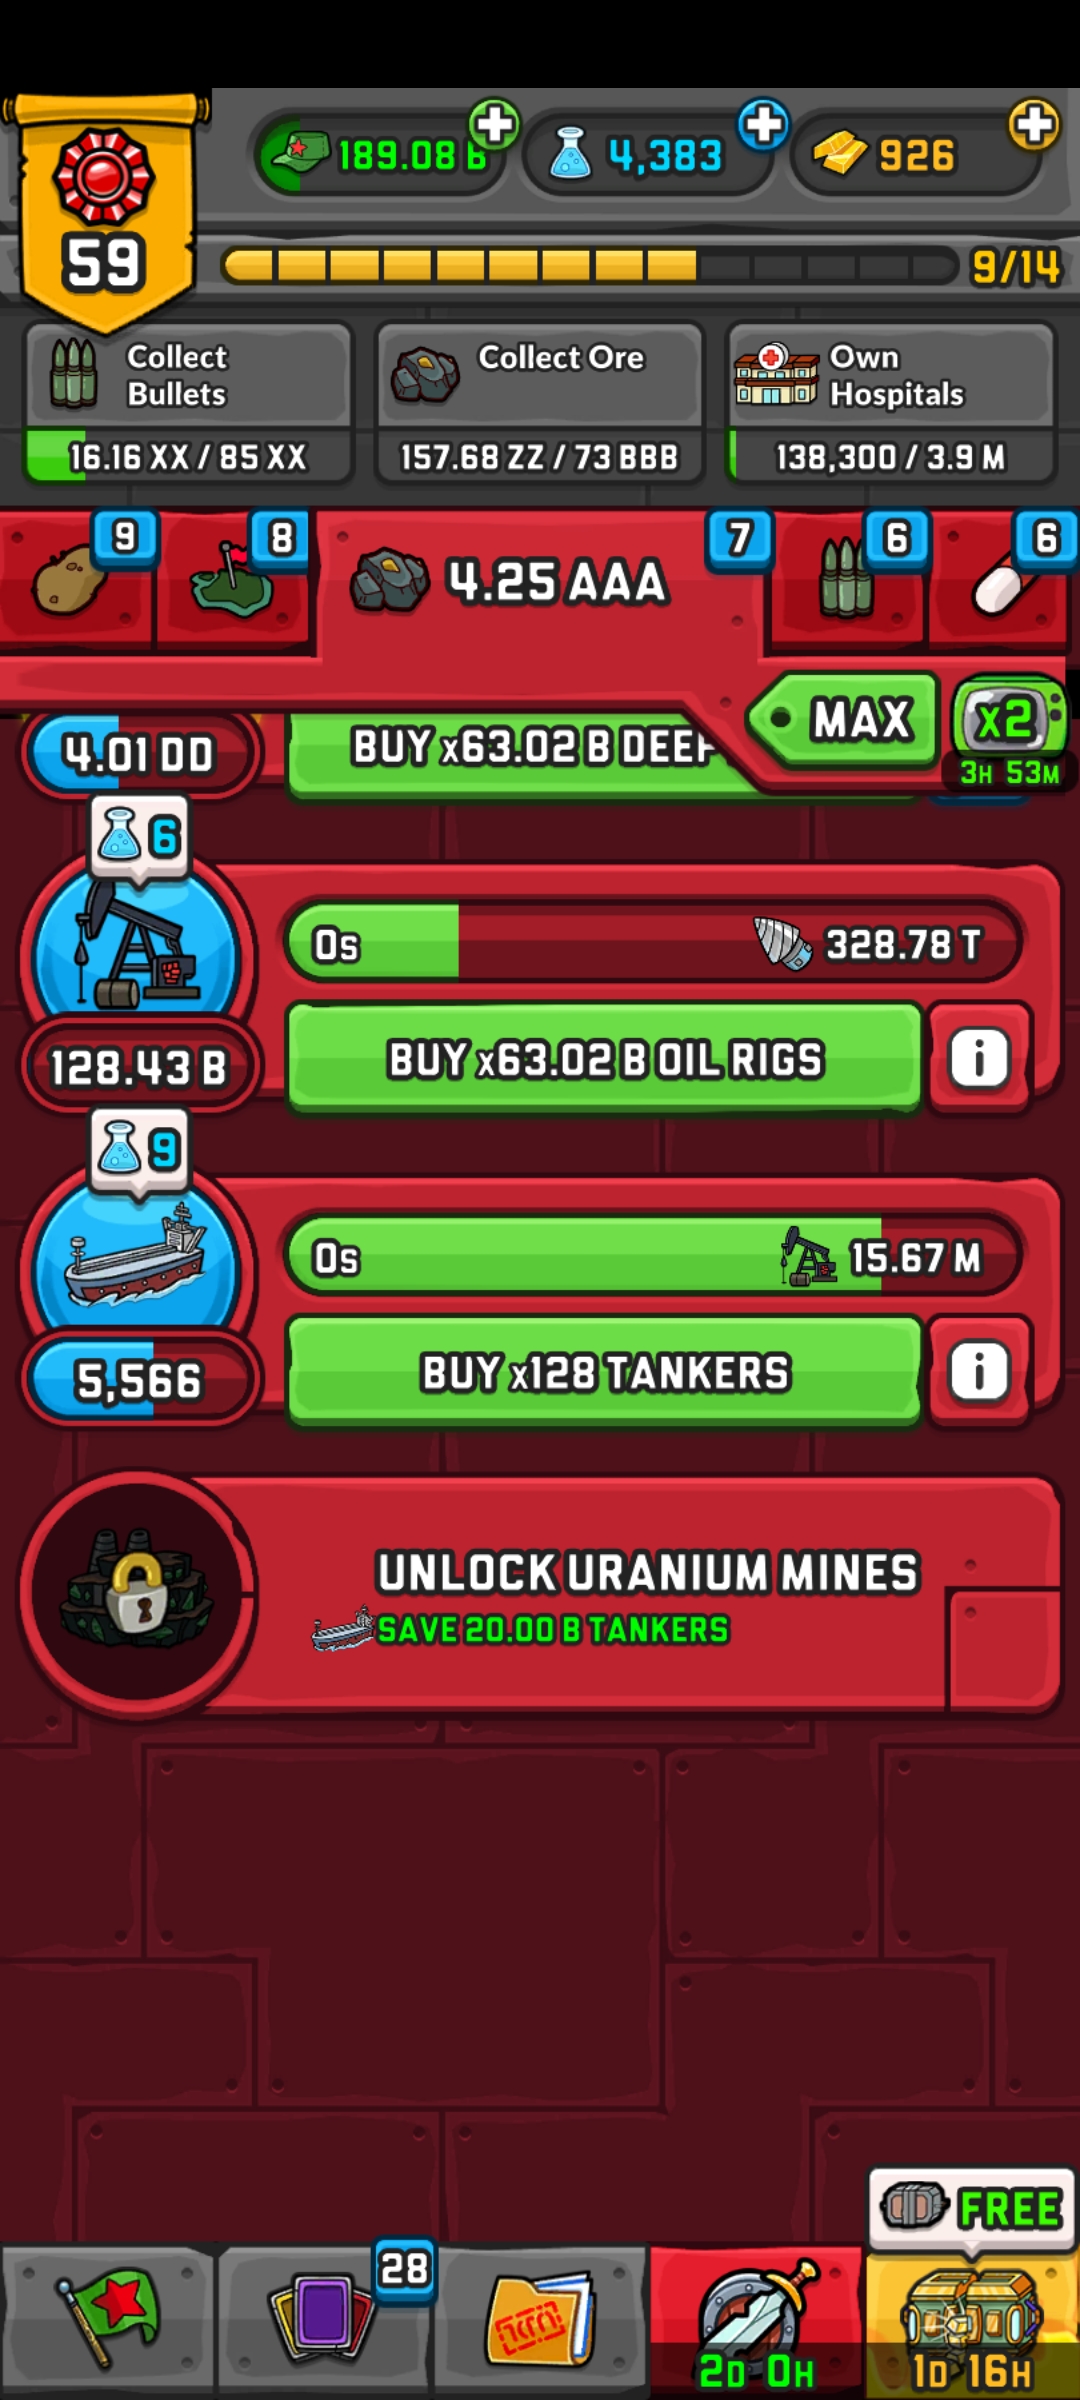 189.08 B
4,383
926
59
9/14
Collect
Bullets
Collect Ore
Own
Hospitals
16.16 XX / 85 XX
157.68 ZZ / 73 BBB
138,300 / 3.9 M
9
8
4.25 AAA
7
6
6
MAX
x2
3H 53M
4.01 DD
BUY x63.02 B DEEP
6
0s
328.78 T
128.43 B
BUY x63.02 B OIL RIGS
i
9
0s
15.67 M
5,566
BUY x128 TANKERS
i
UNLOCK URANIUM MINES
SAVE 20.00 B TANKERS
FREE
28
2D 0H
1D 16H